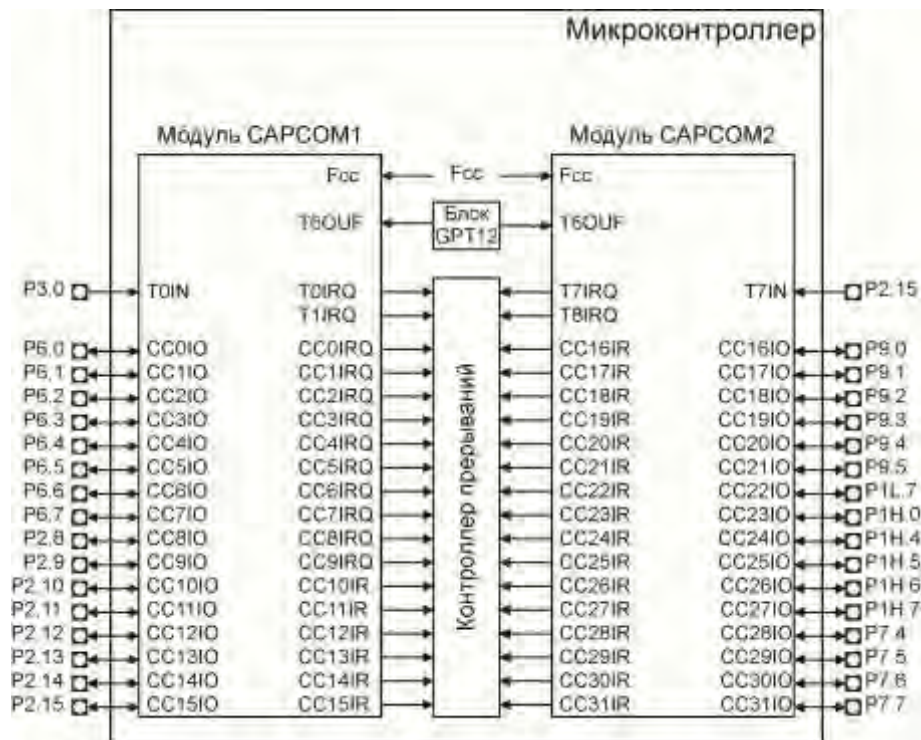 Микроконтроллер
Модуль CAPCOM1 Модуль CAPCOM2
Fcc Fcc Fcc
T6OUF Блок T6OUF
GPT12
P3.0 T0IN T0IRQ T7IRQ T7IN P2.15
T1IRQ T8IRQ
P6.0 CC0IO CC0IRQ CC16IR CC16IO P9.0
P6.1 CC1IO CC1IRQ CC17IR CC17IO P9.1
P6.2 CC2IO CC2IRQ CC18IR CC18IO P9.2
P6.3 CC3IO CC3IRQ CC19IR CC19IO P9.3
P6.4 CC4IO CC4IRQ CC20IR CC20IO P9.4
P6.5 CC5IO CC5IRQ CC21IR CC21IO P9.5
P6.6 CC6IO CC6IRQ CC22IR CC22IO P1L.7
P6.7 CC7IO CC7IRQ CC23IR CC23IO P1H.0
P2.8 CC8IO CC8IRQ CC24IR CC24IO P1H.4
P2.9 CC9IO CC9IRQ CC25IR CC25IO P1H.5
P2.10 CC10IO CC10IR CC26IR CC26IO P1H.6
P2.11 CC11IO CC11IR CC27IR CC27IO P1H.7
P2.12 CC12IO CC12IR CC28IR CC28IO P7.4
P2.13 CC13IO CC13IR CC29IR CC29IO P7.5
P2.14 CC14IO CC14IR CC30IR CC30IO P7.6
P2.15 CC15IO CC15IR CC31IR CC31IO P7.7
Контроллер прерываний